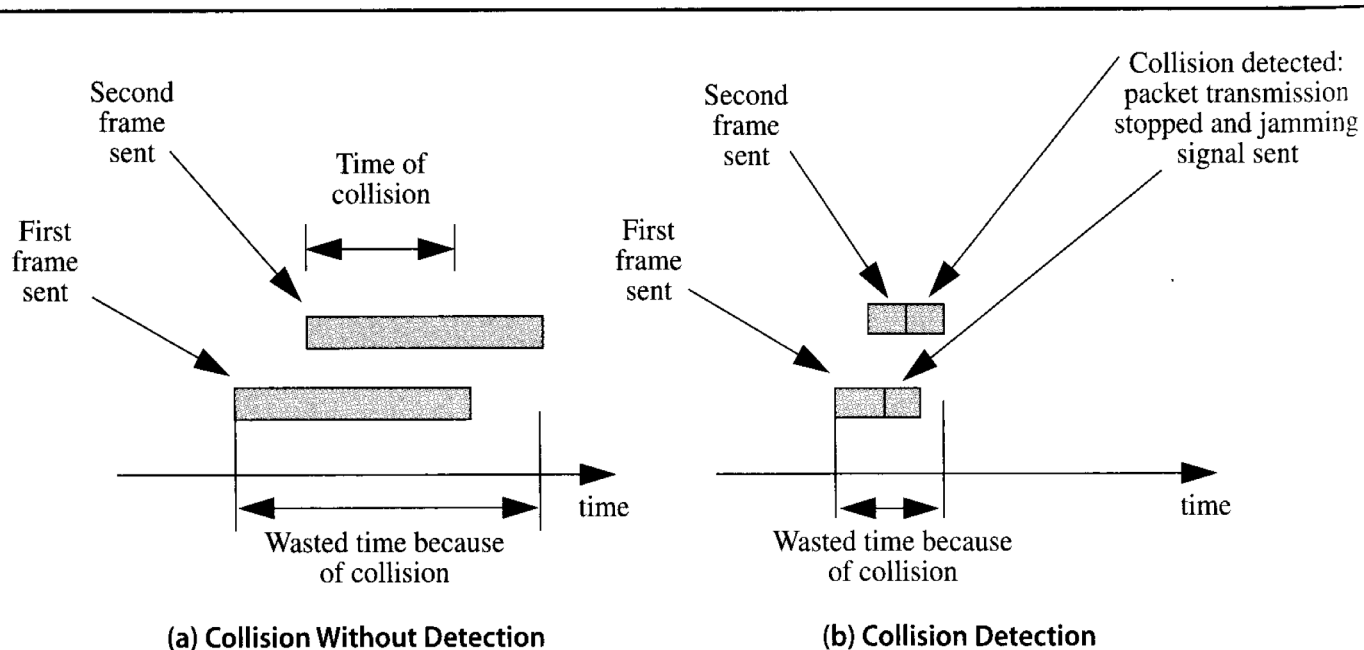 Second
frame
sent
Time of
collision
First
frame
sent
time
Wasted time because
of collision
(a) Collision Without Detection
Second
frame
sent
Collision detected:
packet transmission
stopped and jamming
signal sent
First
frame
sent
time
Wasted time because
of collision
(b) Collision Detection